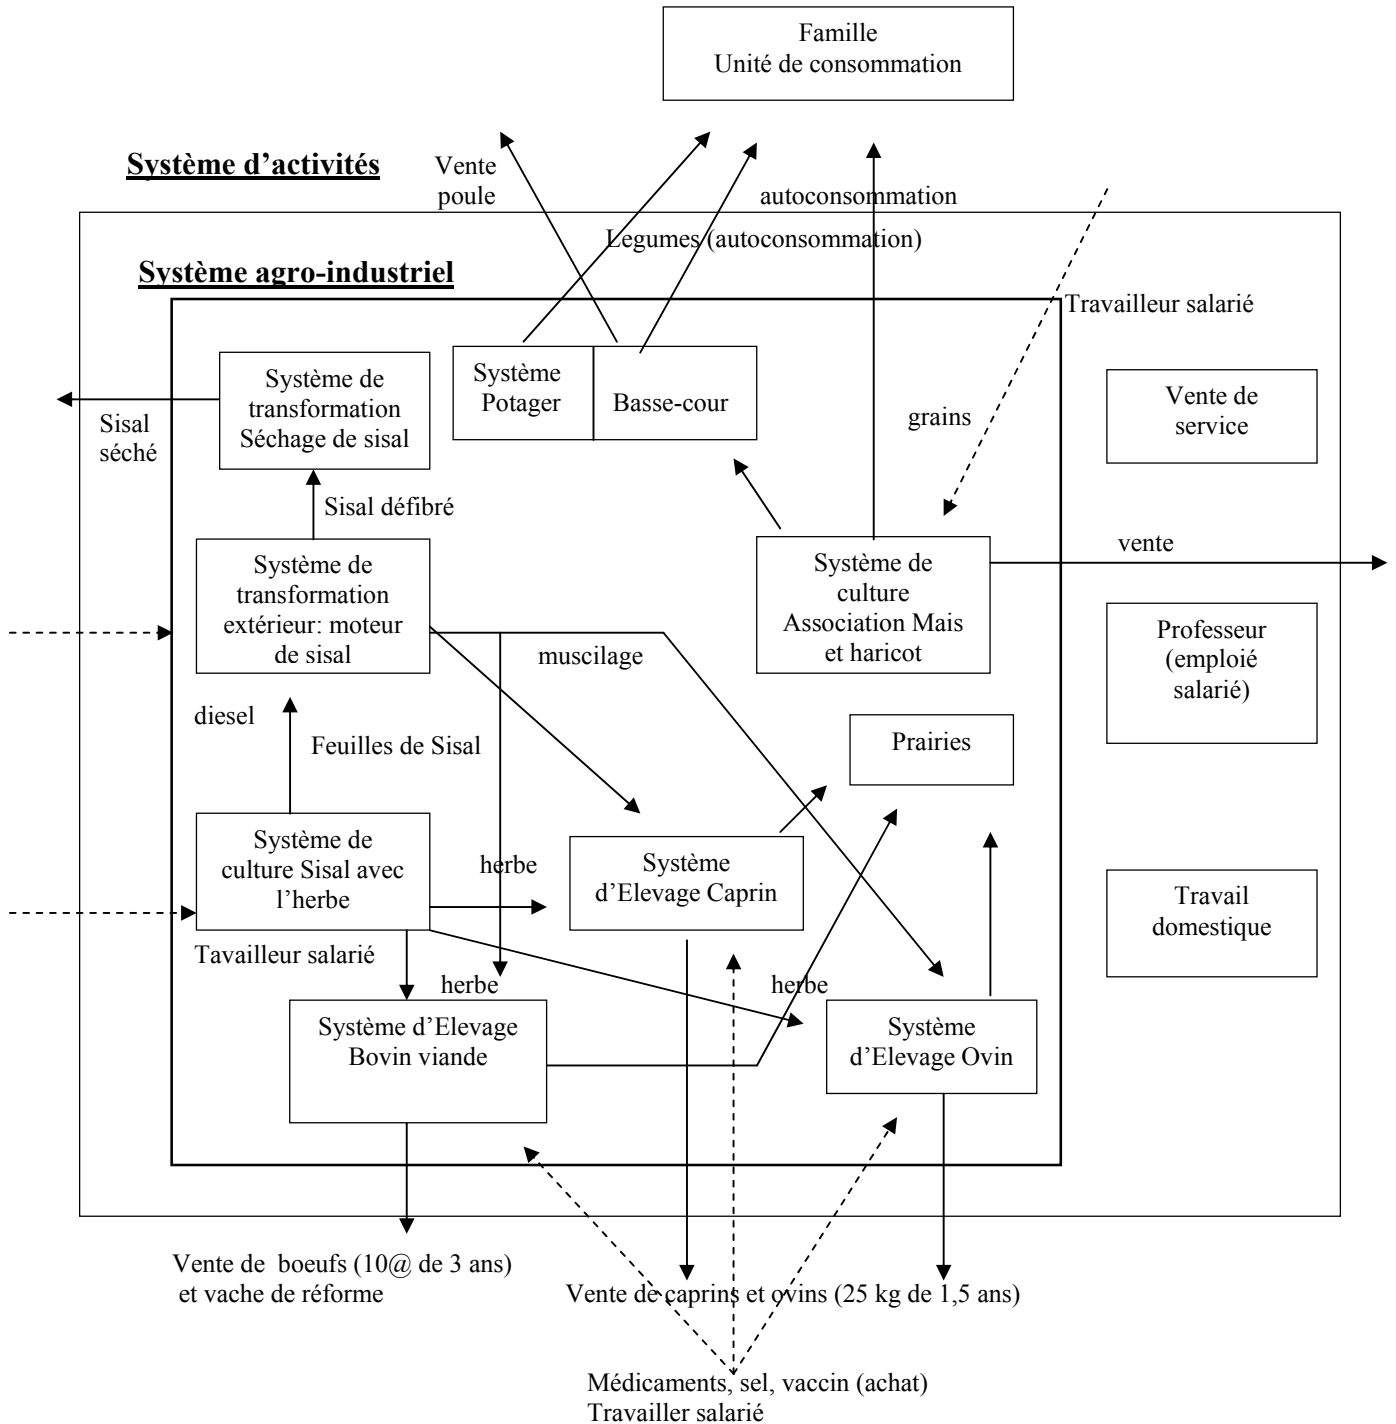 Famille
Unité de consommation
Système d’activités
Vente
poule
autoconsommation
Legumes (autoconsommation)
Système agro-industriel
Travailleur salarié
Système de
transformation
Séchage de sisal
Système
Potager
Basse-cour
Vente de
service
Sisal
séché
grains
Sisal défibré
vente
Système de
transformation
extérieur: moteur
de sisal
Système de
culture
Association Mais
et haricot
Professeur
(emploié
salarié)
muscilage
diesel
Feuilles de Sisal
Prairies
Système de
culture Sisal avec
l’herbe
herbe
Système
d’Elevage Caprin
Travail
domestique
Tavailleur salarié
herbe
herbe
Système d’Elevage
Bovin viande
Système
d’Elevage Ovin
Vente de boeufs (10@ de 3 ans)
et vache de réforme
Vente de caprins et ovins (25 kg de 1,5 ans)
Médicaments, sel, vaccin (achat)
Travailler salarié